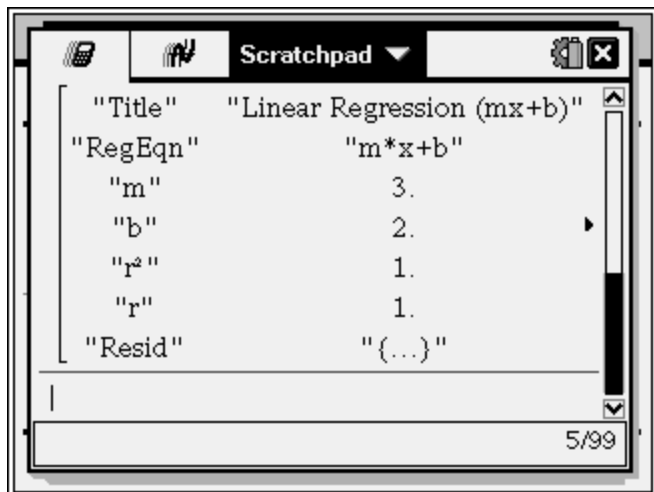 Scratchpad
"Title" "Linear Regression (mx+b)"
"RegEqn" "m*x+b"
"m" 3.
"b" 2.
"r²" 1.
"r" 1.
"Resid" "{...}"
5/99